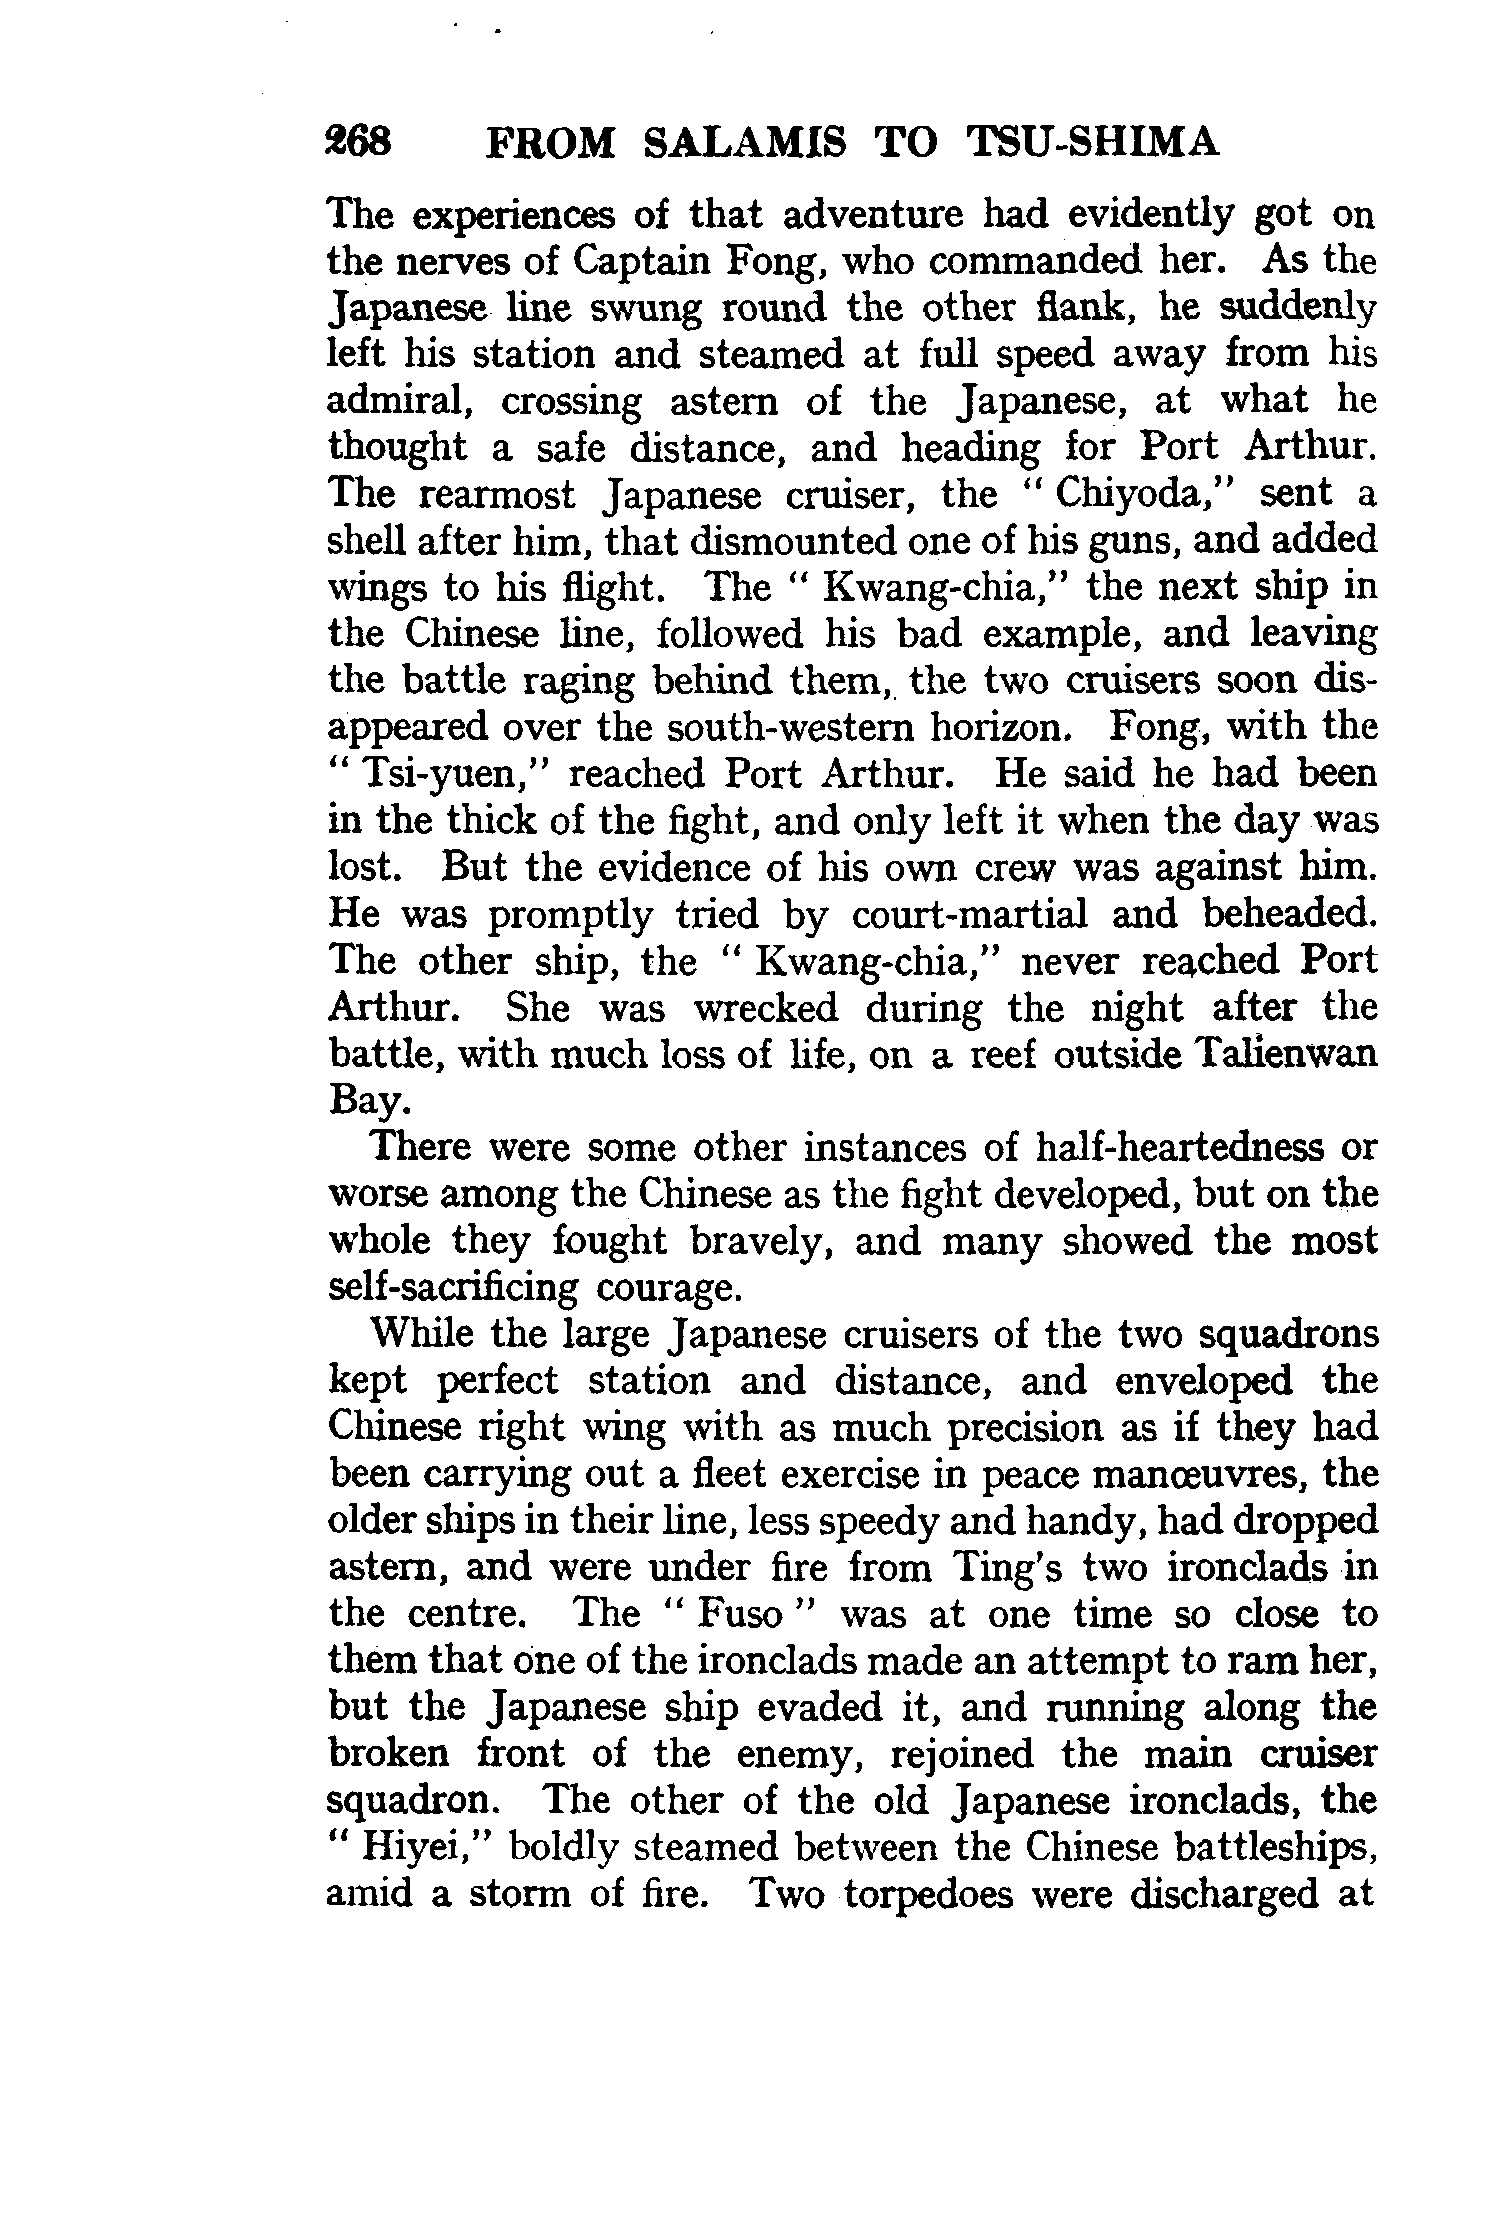 268 FROM SALAMIS TO TSU-SHIMA
The experiences of that adventure had evidently got on
the nerves of Captain Fong, who commanded her. As the
Japanese line swung round the other flank, he suddenly
left his station and steamed at full speed away from his
admiral, crossing astern of the Japanese, at what he
thought a safe distance, and heading for Port Arthur.
The rearmost Japanese cruiser, the " Chiyoda," sent a
shell after him, that dismounted one of his guns, and added
wings to his flight. The " Kwang-chia," the next ship in
the Chinese line, followed his bad example, and leaving
the battle raging behind them, the two cruisers soon dis-
appeared over the south-western horizon. Fong, with the
" Tsi-yuen," reached Port Arthur. He said he had been
in the thick of the fight, and only left it when the day was
lost. But the evidence of his own crew was against him.
He was promptly tried by court-martial and beheaded.
The other ship, the " Kwang-chia," never reached Port
Arthur. She was wrecked during the night after the
battle, with much loss of life, on a reef outside Talienwan
Bay.
There were some other instances of half-heartedness or
worse among the Chinese as the fight developed, but on the
whole they fought bravely, and many showed the most
self-sacrificing courage.
While the large Japanese cruisers of the two squadrons
kept perfect station and distance, and enveloped the
Chinese right wing with as much precision as if they had
been carrying out a fleet exercise in peace manœuvres, the
older ships in their line, less speedy and handy, had dropped
astern, and were under fire from Ting's two ironclads in
the centre. The " Fuso " was at one time so close to
them that one of the ironclads made an attempt to ram her,
but the Japanese ship evaded it, and running along the
broken front of the enemy, rejoined the main cruiser
squadron. The other of the old Japanese ironclads, the
" Hiyei," boldly steamed between the Chinese battleships,
amid a storm of fire. Two torpedoes were discharged at